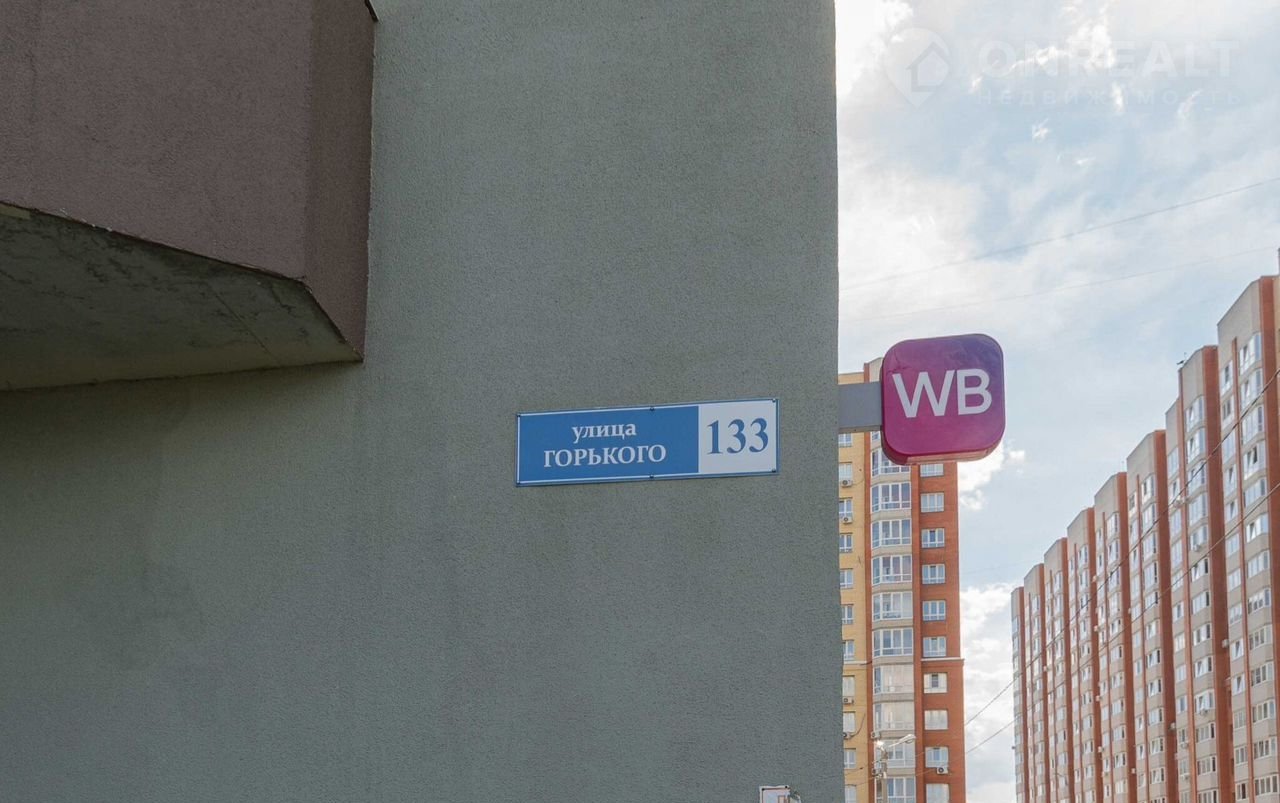 ONREALT
НЕДВИЖИМОСТЬ
улица
ГОРЬКОГО
133
WB